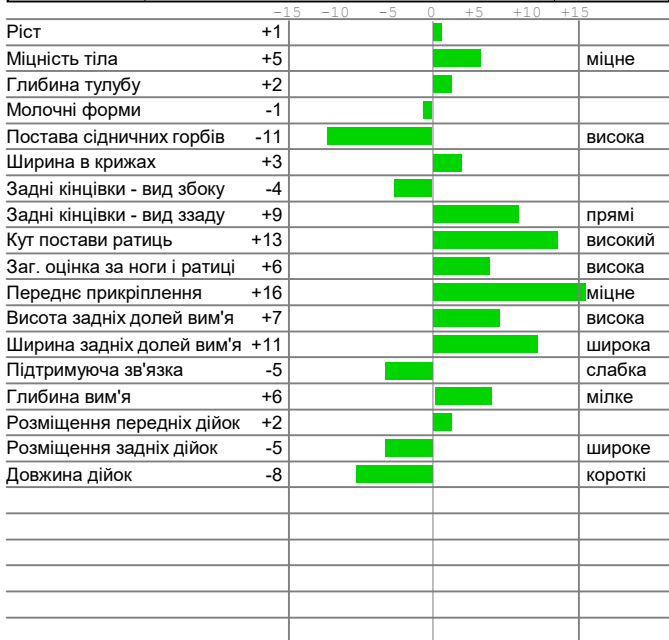 -15 -10 -5 0 +5 +10 +15
Ріст +1
Міцність тіла +5 міцне
Глибина тулубу +2
Молочні форми -1
Постава сідничних горбів -11 висока
Ширина в крижах +3
Задні кінцівки - вид збоку -4
Задні кінцівки - вид ззаду +9 прямі
Кут постави ратиць +13 високий
Заг. оцінка за ноги і ратиці +6 висока
Переднє прикріплення +16 міцне
Висота задніх долей вим'я +7 висока
Ширина задніх долей вим'я +11 широка
Підтримуюча зв'язка -5 слабка
Глибина вим'я +6 мілке
Розміщення передніх дійок +2
Розміщення задніх дійок -5 широке
Довжина дійок -8 короткі